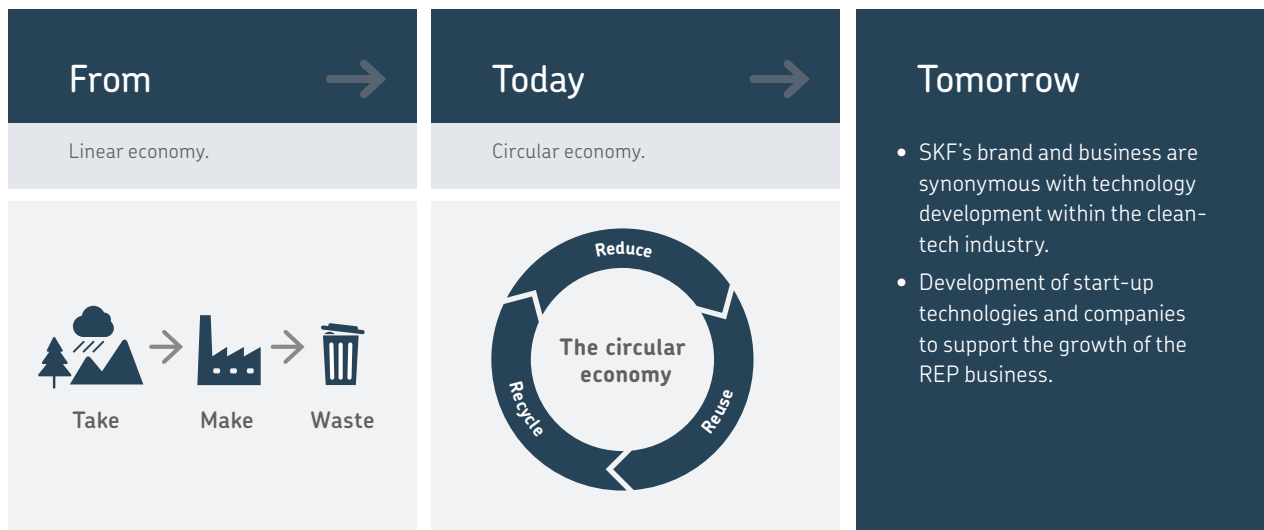 From
Linear economy.
Take
Make
Waste
Today
Circular economy.
Reduce
Reuse
Recycle
The circular
economy
Tomorrow
• SKF's brand and business are
synonymous with technology
development within the clean-
tech industry.
• Development of start-up
technologies and companies
to support the growth of the
REP business.